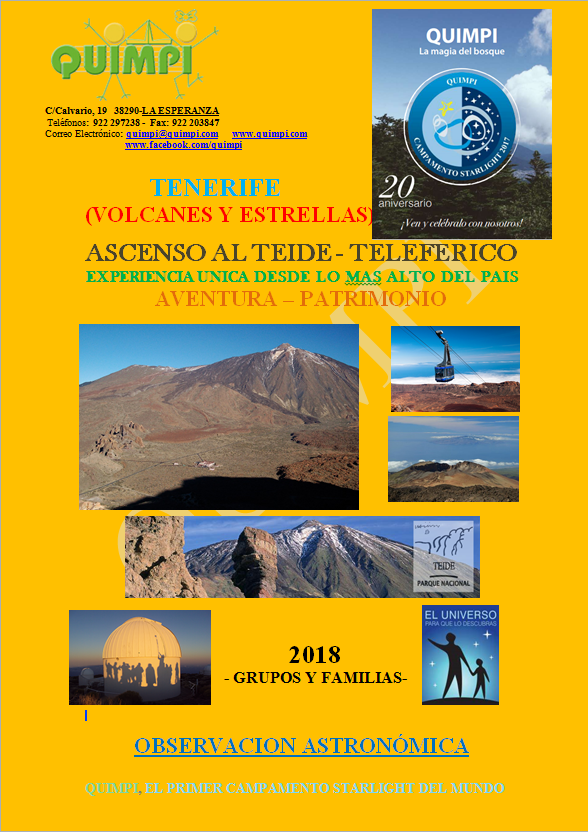 QUIMPI
C/Calvario, 19 38290-LA ESPERANZA
Teléfonos: 922 297238 - Fax: 922 203847
Correo Electrónico: quimpi@quimpi.com www.quimpi.com
www.facebook.com/quimpi
QUIMPI
La magia del bosque
QUIMPI
CAMPAMENTO STARLIGHT 2017
20
aniversario
¡Ven y celébralo con nosotros!
TENERIFE
(VOLCANES Y ESTRELLAS)
ASCENSO AL TEIDE - TELEFERICO
EXPERIENCIA UNICA DESDE LO MAS ALTO DEL PAIS
AVENTURA – PATRIMONIO
TEIDE
PARQUE NACIONAL
2018
- GRUPOS Y FAMILIAS-
EL UNIVERSO
PARA QUE LO DESCUBRAS
OBSERVACION ASTRONÓMICA
QUIMPI, EL PRIMER CAMPAMENTO STARLIGHT DEL MUNDO